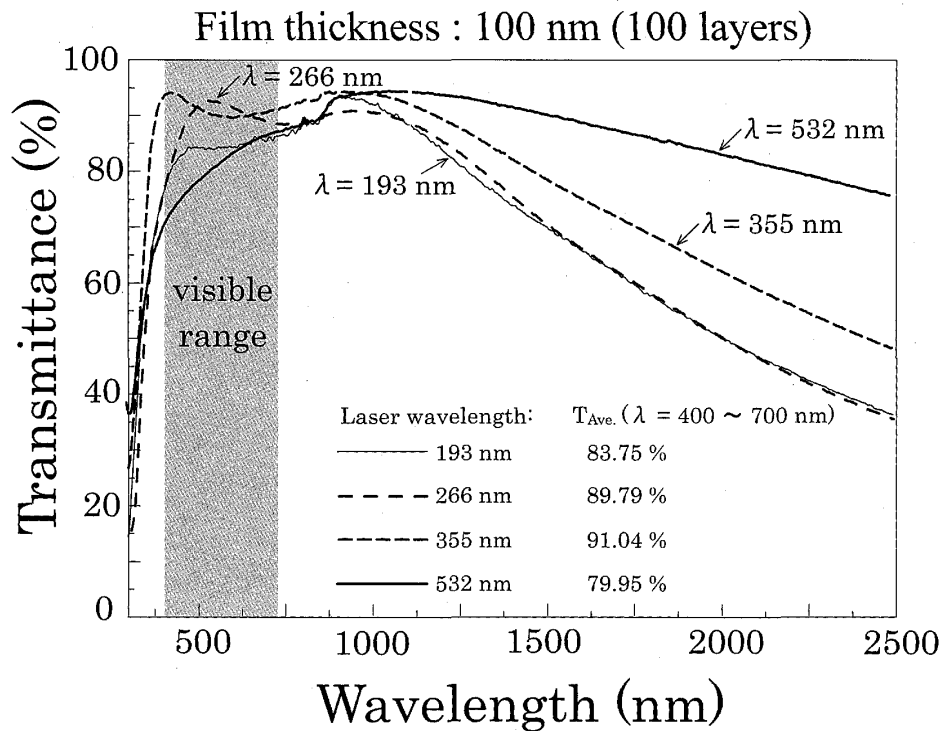 Film thickness : 100 nm (100 layers)
Transmittance (%)
100
80
60
40
20
0
λ = 266 nm
λ = 532 nm
λ = 193 nm
λ = 355 nm
visible
range
Laser wavelength: TAve. ( λ = 400 ~ 700 nm)
193 nm 83.75 %
266 nm 89.79 %
355 nm 91.04 %
532 nm 79.95 %
500 1000 1500 2000 2500
Wavelength (nm)